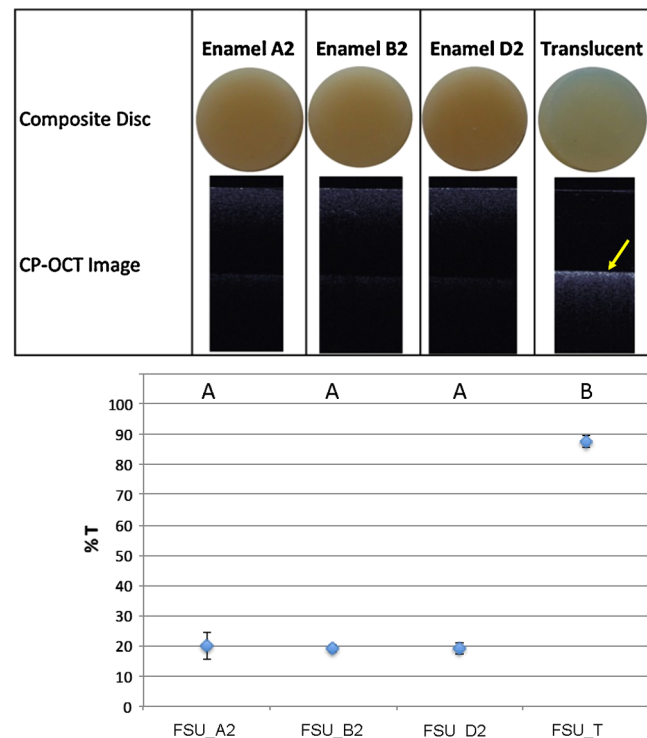 Enamel A2 Enamel B2 Enamel D2 Translucent
Composite Disc
CP-OCT Image
A A A B
100
90
80
70
60
50
40
30
20
10
0
% T
FSU_A2 FSU_B2 FSU_D2 FSU_T